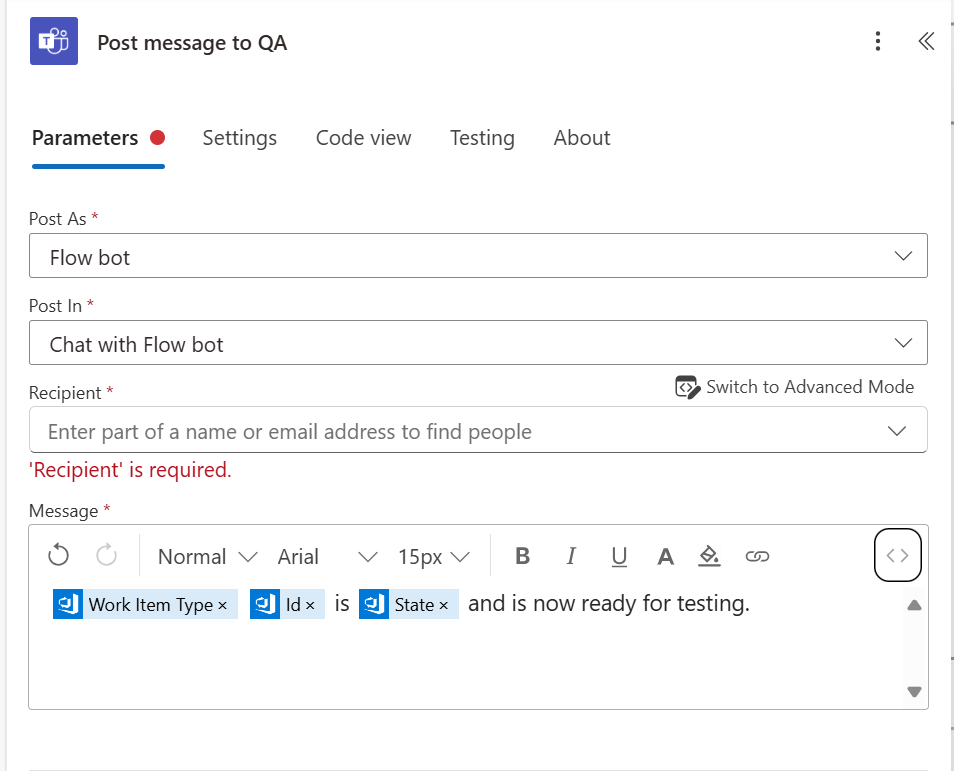 Post message to QA
Parameters Settings Code view Testing About
Post As *
Flow bot
Post In *
Chat with Flow bot
Recipient * Switch to Advanced Mode
Enter part of a name or email address to find people
'Recipient' is required.
Message *
Normal Arial 15px B I U A
Work Item Type × Id × is State × and is now ready for testing.